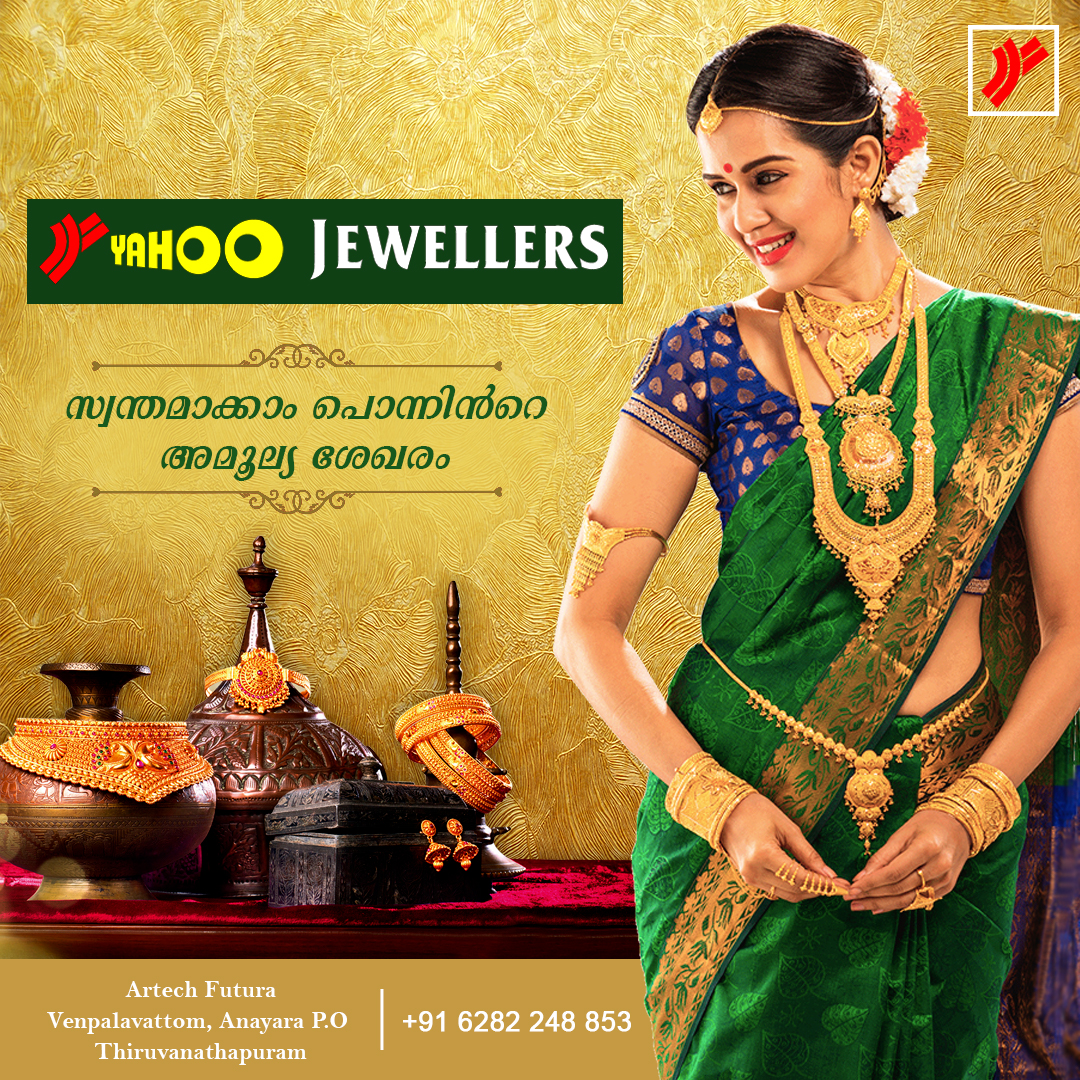 YAHOO JEWELLERS
സ്വന്തമാക്കാം പൊന്നിൻറെ
അമൂല്യ ശേഖരം
Artech Futura
Venpalavattom, Anayara P.O
Thiruvanathapuram
+91 6282 248 853